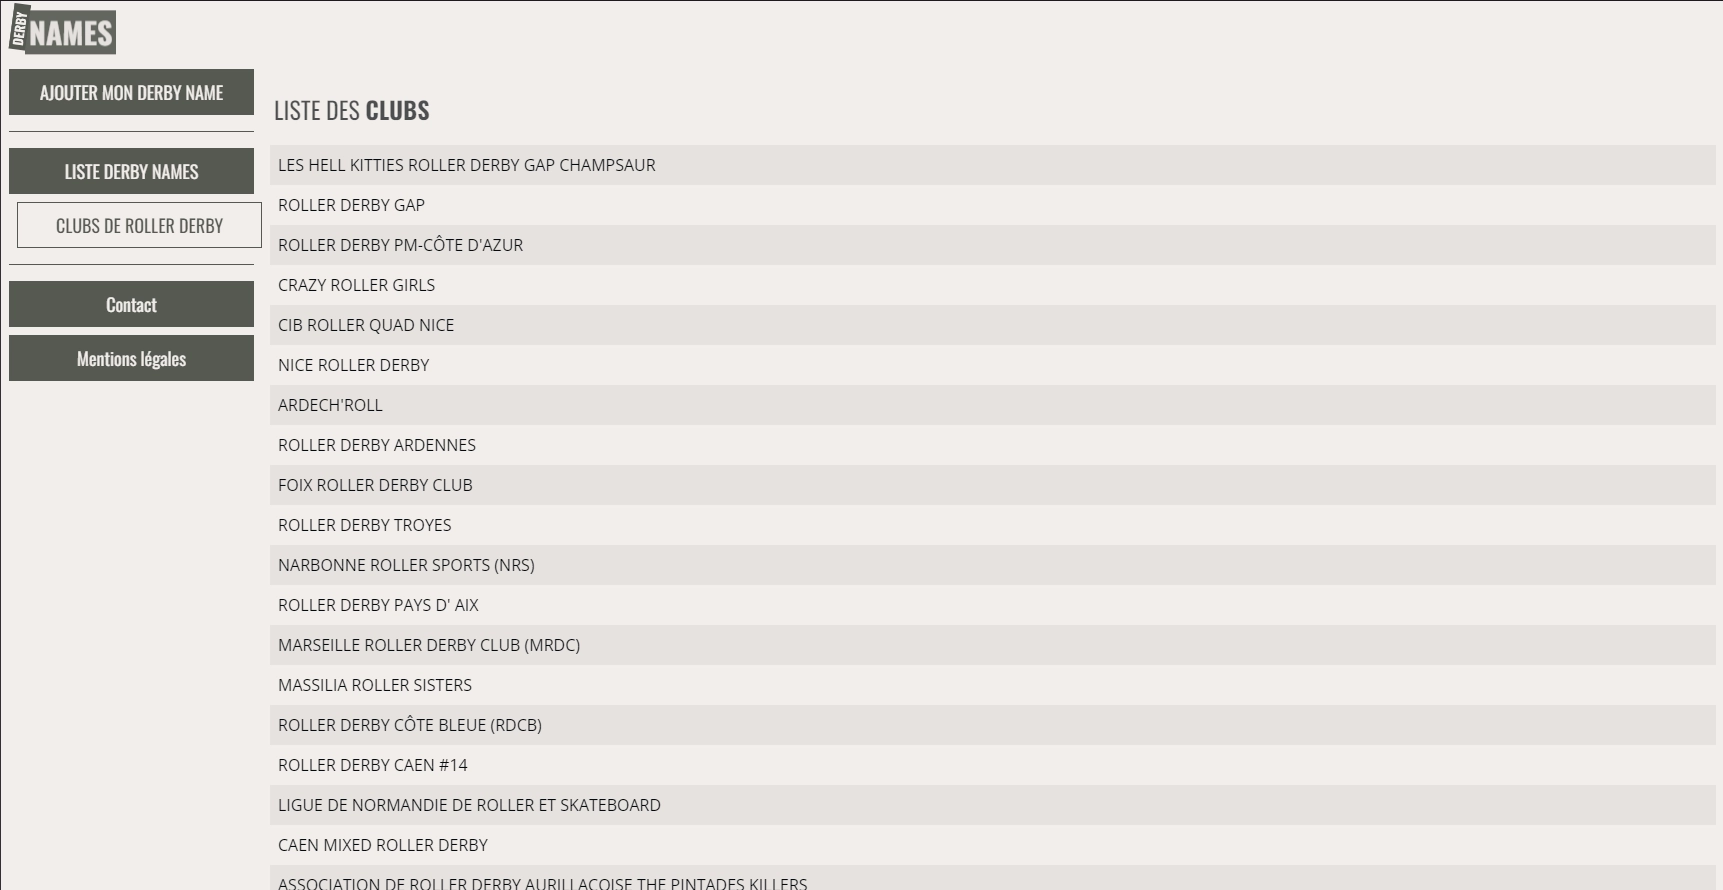 DERBY NAMES
AJOUTER MON DERBY NAME
LISTE DERBY NAMES
CLUBS DE ROLLER DERBY
Contact
Mentions légales
LISTE DES CLUBS
LES HELL KITTIES ROLLER DERBY GAP CHAMPSAUR
ROLLER DERBY GAP
ROLLER DERBY PM-CÔTE D'AZUR
CRAZY ROLLER GIRLS
CIB ROLLER QUAD NICE
NICE ROLLER DERBY
ARDECH'ROLL
ROLLER DERBY ARDENNES
FOIX ROLLER DERBY CLUB
ROLLER DERBY TROYES
NARBONNE ROLLER SPORTS (NRS)
ROLLER DERBY PAYS D' AIX
MARSEILLE ROLLER DERBY CLUB (MRDC)
MASSILIA ROLLER SISTERS
ROLLER DERBY CÔTE BLEUE (RDCB)
ROLLER DERBY CAEN #14
LIGUE DE NORMANDIE DE ROLLER ET SKATEBOARD
CAEN MIXED ROLLER DERBY
ASSOCIATION DE ROLLER DERBY AURILLACOISE THE PINTADES KILLERS